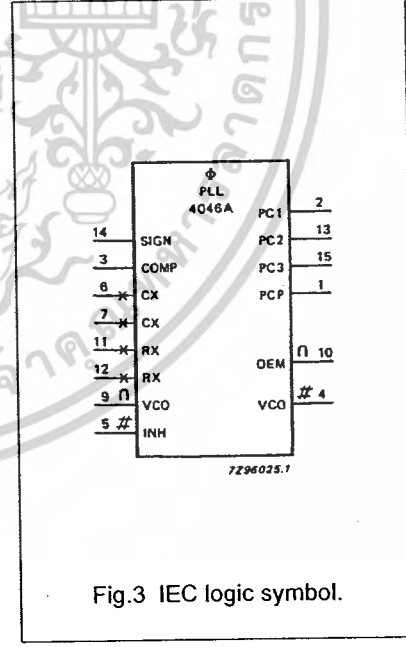 Φ
PLL
4046A
14 SIGN
3 COMP
6 CX
7 CX
11 RX
12 RX
9 ∩ VCO
5 # INH
PC1 2
PC2 13
PC3 15
PCP 1
OEM ∩ 10
VCO # 4
7Z96025.1
Fig.3 IEC logic symbol.